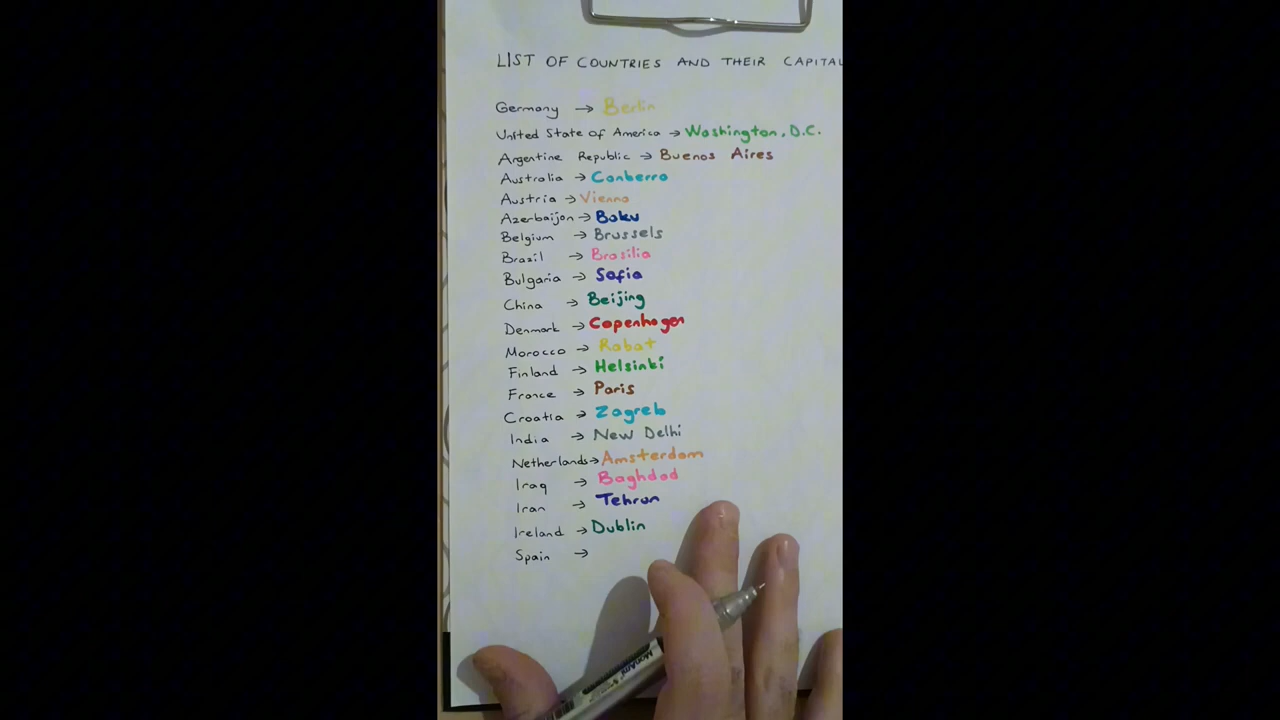 LIST OF COUNTRIES AND THEIR CAPITAL
Germany → Berlin
United State of America → Washington, D.C.
Argentine Republic → Buenos Aires
Australia → Canberra
Austria → Vienna
Azerbaijan → Baku
Belgium → Brussels
Brazil → Brasilia
Bulgaria → Sofia
China → Beijing
Denmark → Copenhagen
Morocco → Rabat
Finland → Helsinki
France → Paris
Croatia → Zagreb
India → New Delhi
Netherlands → Amsterdam
Iraq → Baghdad
Iran → Tehran
Ireland → Dublin
Spain →